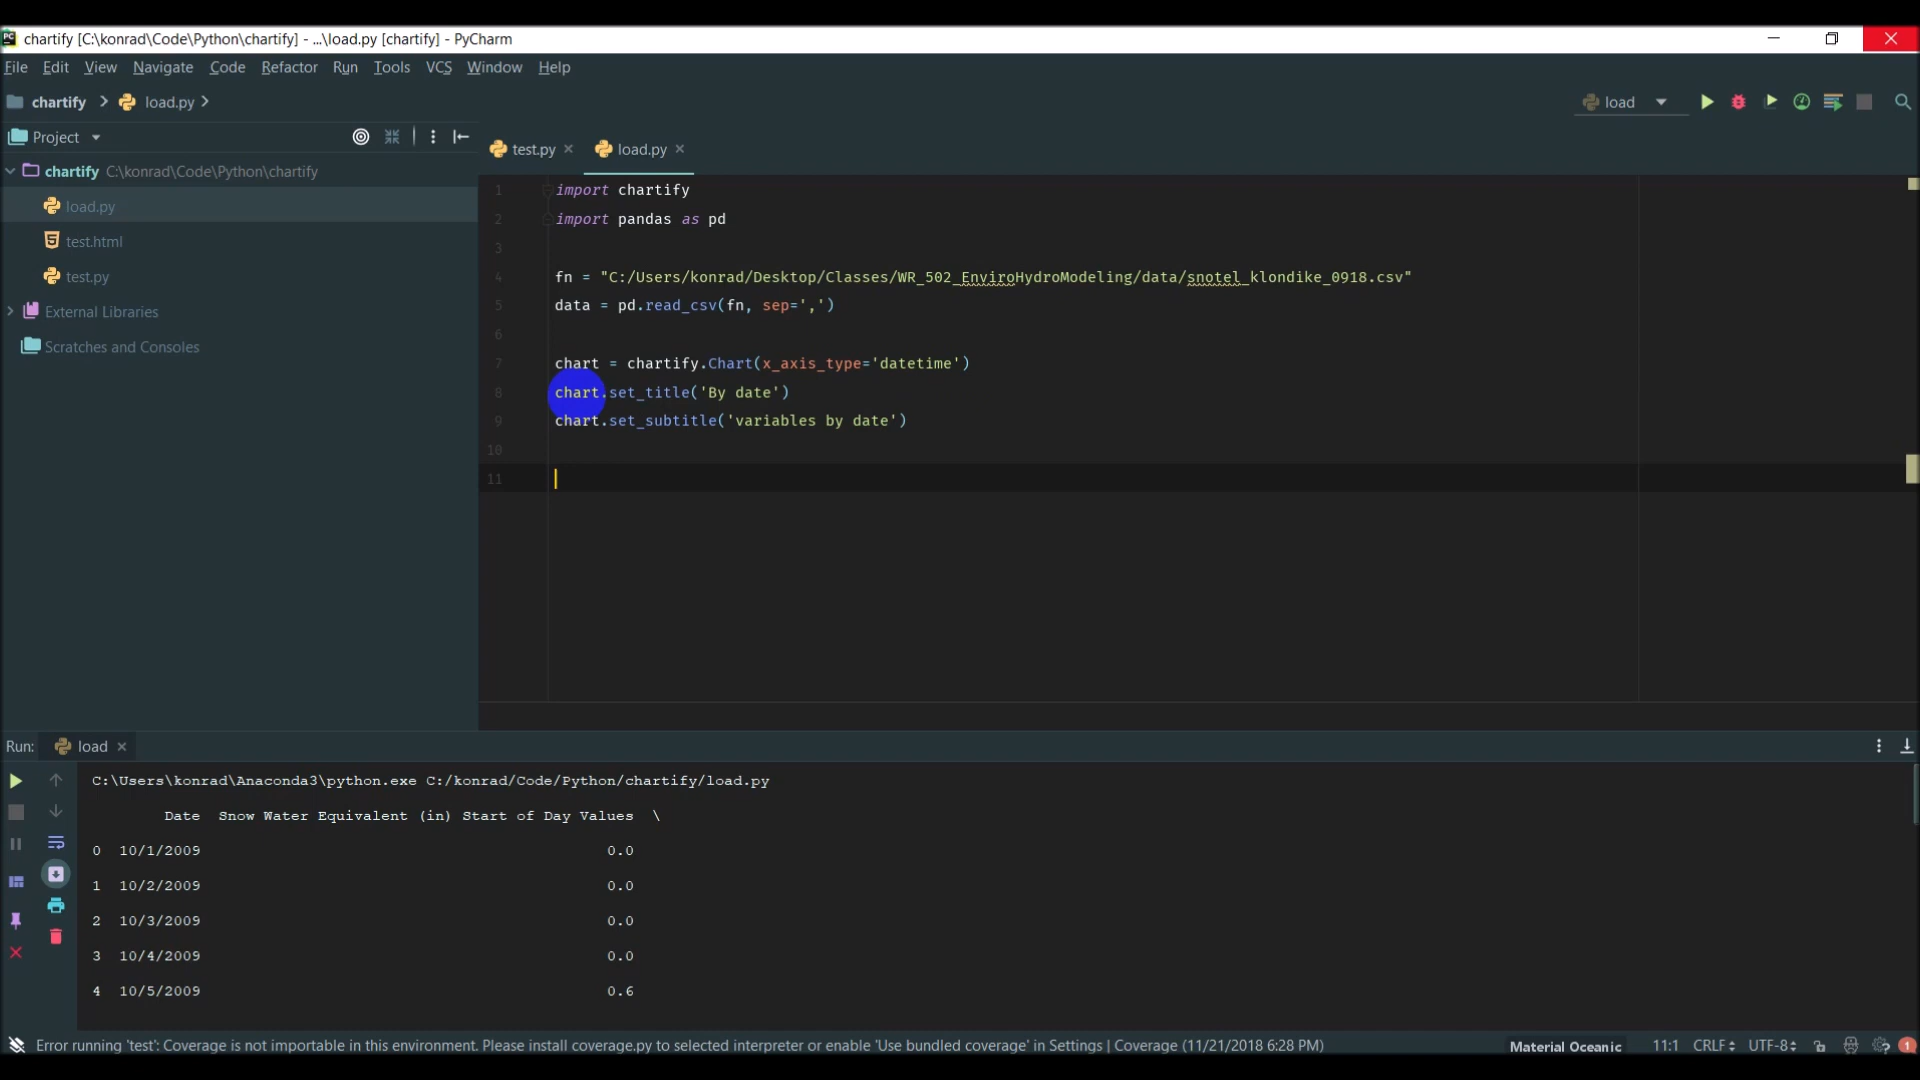 chartify [C:\konrad\Code\Python\chartify] - ...\load.py [chartify] - PyCharm
File Edit View Navigate Code Refactor Run Tools VCS Window Help
chartify load.py load
Project
test.py load.py
chartify C:\konrad\Code\Python\chartify
load.py
test.html
test.py
External Libraries
Scratches and Consoles
1 import chartify
2 import pandas as pd
3
4 fn = "C:/Users/konrad/Desktop/Classes/WR_502_EnviroHydroModeling/data/snotel_klondike_0918.csv"
5 data = pd.read_csv(fn, sep=',')
6
7 chart = chartify.Chart(x_axis_type='datetime')
8 chart.set_title('By date')
9 chart.set_subtitle('variables by date')
10
11
Run: load
C:\Users\konrad\Anaconda3\python.exe C:/konrad/Code/Python/chartify/load.py
Date Snow Water Equivalent (in) Start of Day Values \
0 10/1/2009 0.0
1 10/2/2009 0.0
2 10/3/2009 0.0
3 10/4/2009 0.0
4 10/5/2009 0.6
Error running 'test': Coverage is not importable in this environment. Please install coverage.py to selected interpreter or enable 'Use bundled coverage' in Settings | Coverage (11/21/2018 6:28 PM) Material Oceanic 11:1 CRLF UTF-8 1